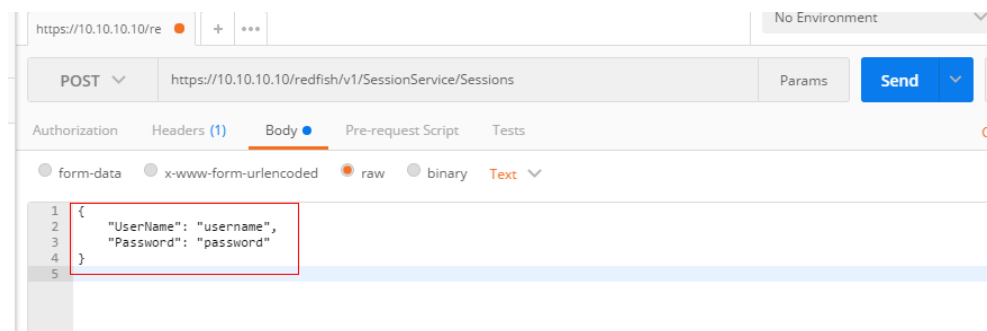 No Environment
https://10.10.10.10/re + •••
POST https://10.10.10.10/redfish/v1/SessionService/Sessions Params Send
Authorization Headers (1) Body Pre-request Script Tests
form-data x-www-form-urlencoded raw binary Text
1 {
2 "UserName": "username",
3 "Password": "password"
4 }
5